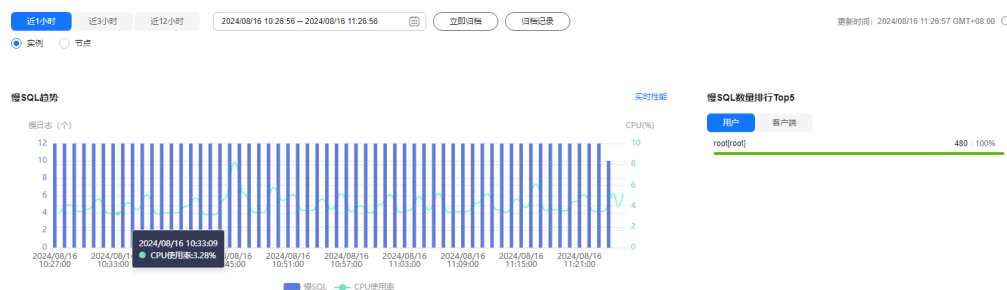 近1小时 近3小时 近12小时 2024/08/16 10:26:56 — 2024/08/16 11:26:56 立即归档 归档记录 更新时间：2024/08/16 11:26:57 GMT+08:00
实例 节点
慢SQL趋势 实时性能
慢日志（个） CPU(%)
12 10
10 8
8
6 6
4 4
2 2
0 0
2024/08/16 10:33:09
CPU使用率:3.28%
2024/08/16 10:27:00
2024/08/16 10:33:00
/08/16 :45:00
2024/08/16 10:51:00
2024/08/16 10:57:00
2024/08/16 11:03:00
2024/08/16 11:09:00
2024/08/16 11:15:00
2024/08/16 11:21:00
慢SQL CPU使用率
慢SQL数量排行Top5
用户 客户端
root[root] 480 100%